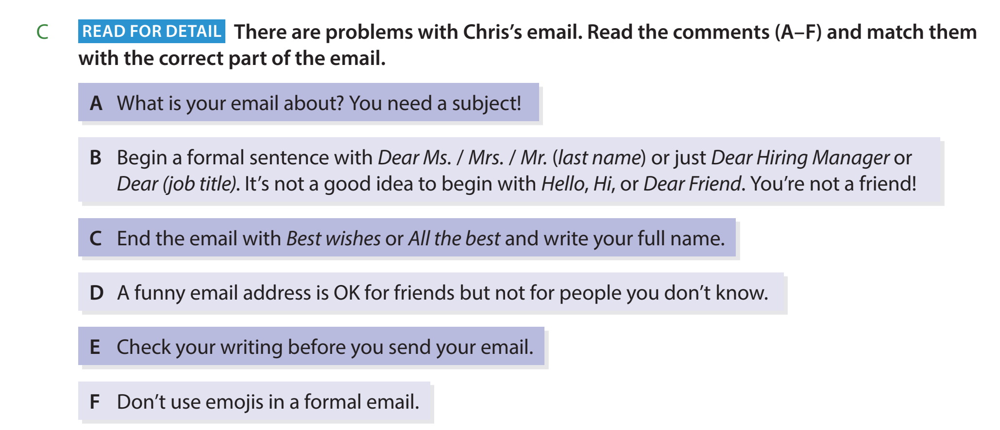 C READ FOR DETAIL There are problems with Chris’s email. Read the comments (A–F) and match them
with the correct part of the email.
A What is your email about? You need a subject!
B Begin a formal sentence with Dear Ms. / Mrs. / Mr. (last name) or just Dear Hiring Manager or
Dear (job title). It’s not a good idea to begin with Hello, Hi, or Dear Friend. You’re not a friend!
C End the email with Best wishes or All the best and write your full name.
D A funny email address is OK for friends but not for people you don’t know.
E Check your writing before you send your email.
F Don’t use emojis in a formal email.